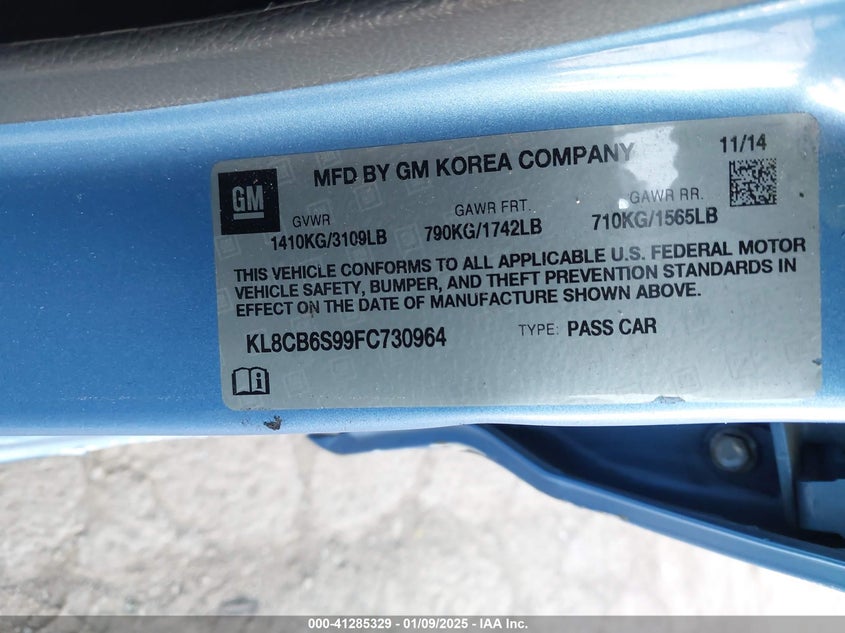 GM
MFD BY GM KOREA COMPANY
11/14
GVWR
1410KG/3109LB
GAWR FRT.
790KG/1742LB
GAWR RR.
710KG/1565LB
THIS VEHICLE CONFORMS TO ALL APPLICABLE U.S. FEDERAL MOTOR
VEHICLE SAFETY, BUMPER, AND THEFT PREVENTION STANDARDS IN
EFFECT ON THE DATE OF MANUFACTURE SHOWN ABOVE.
KL8CB6S99FC730964
TYPE: PASS CAR
000-41285329 - 01/09/2025 - IAA Inc.